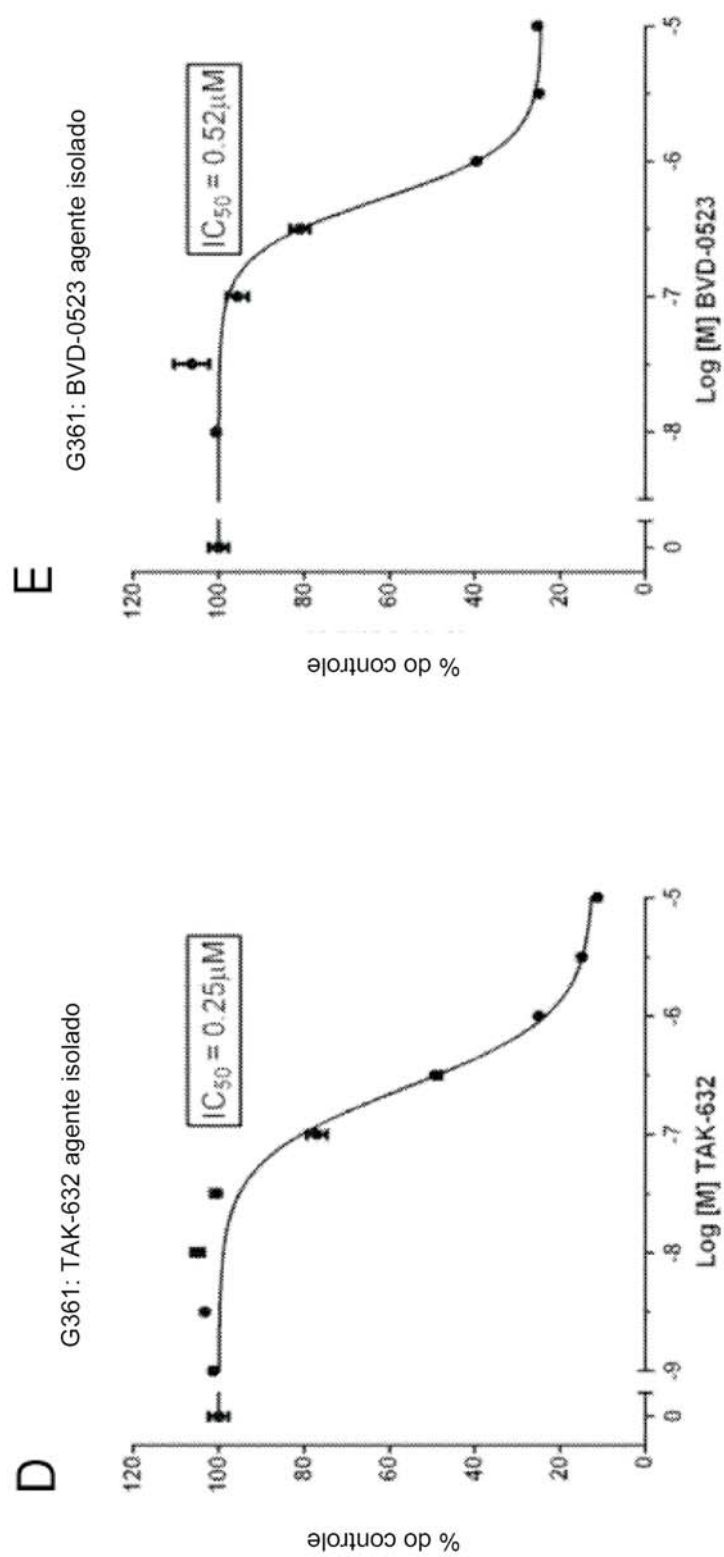 D
G361: TAK-632 agente isolado
IC50 = 0.25µM
% do controle
120
100
80
60
40
20
0
0 -9 -8 -7 -6 -5
Log [M] TAK-632
E
G361: BVD-0523 agente isolado
IC50 = 0.52µM
% do controle
120
100
80
60
40
20
0
0 -8 -7 -6 -5
Log [M] BVD-0523